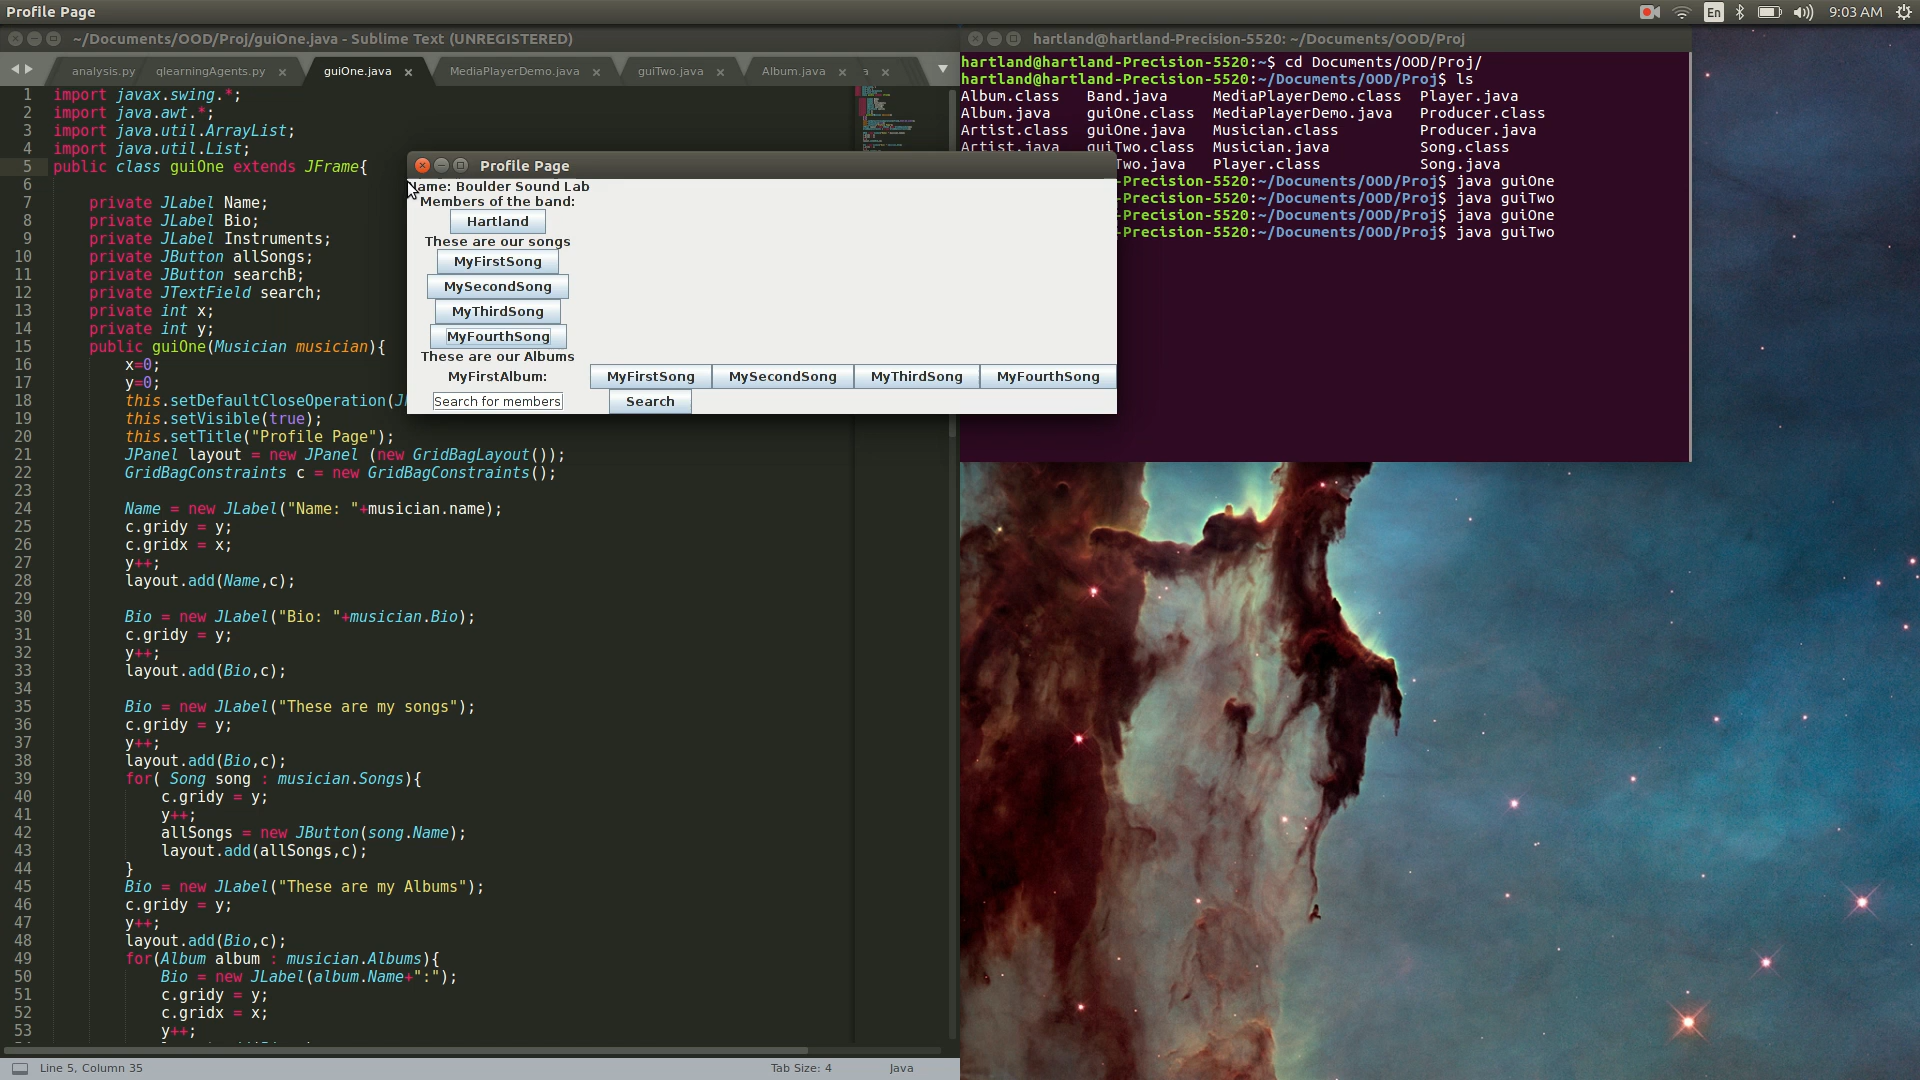 Profile Page
En
9:03 AM
~/Documents/OOD/Proj/guiOne.java - Sublime Text (UNREGISTERED)
analysis.py
qlearningAgents.py
guiOne.java
MediaPlayerDemo.java
guiTwo.java
Album.java
a
1 import javax.swing.*;
2 import java.awt.*;
3 import java.util.ArrayList;
4 import java.util.List;
5 public class guiOne extends JFrame{
6
7 private JLabel Name;
8 private JLabel Bio;
9 private JLabel Instruments;
10 private JButton allSongs;
11 private JButton searchB;
12 private JTextField search;
13 private int x;
14 private int y;
15 public guiOne(Musician musician){
16 x=0;
17 y=0;
18 this.setDefaultCloseOperation(
19 this.setVisible(true);
20 this.setTitle("Profile Page");
21 JPanel layout = new JPanel (new GridBagLayout());
22 GridBagConstraints c = new GridBagConstraints();
23
24 Name = new JLabel("Name: "+musician.name);
25 c.gridy = y;
26 c.gridx = x;
27 y++;
28 layout.add(Name,c);
29
30 Bio = new JLabel("Bio: "+musician.Bio);
31 c.gridy = y;
32 y++;
33 layout.add(Bio,c);
34
35 Bio = new JLabel("These are my songs");
36 c.gridy = y;
37 y++;
38 layout.add(Bio,c);
39 for( Song song : musician.Songs){
40 c.gridy = y;
41 y++;
42 allSongs = new JButton(song.Name);
43 layout.add(allSongs,c);
44 }
45 Bio = new JLabel("These are my Albums");
46 c.gridy = y;
47 y++;
48 layout.add(Bio,c);
49 for(Album album : musician.Albums){
50 Bio = new JLabel(album.Name+":");
51 c.gridy = y;
52 c.gridx = x;
53 y++;
Line 5, Column 35
Tab Size: 4
Java
Profile Page
ame: Boulder Sound Lab
Members of the band:
Hartland
These are our songs
MyFirstSong
MySecondSong
MyThirdSong
MyFourthSong
These are our Albums
MyFirstAlbum: MyFirstSong MySecondSong MyThirdSong MyFourthSong
Search for members Search
hartland@hartland-Precision-5520: ~/Documents/OOD/Proj
hartland@hartland-Precision-5520:~$ cd Documents/OOD/Proj/
hartland@hartland-Precision-5520:~/Documents/OOD/Proj$ ls
Album.class Band.java MediaPlayerDemo.class Player.java
Album.java guiOne.class MediaPlayerDemo.java Producer.class
Artist.class guiOne.java Musician.class Producer.java
Artist.java guiTwo.class Musician.java Song.class
Two.java Player.class Song.java
-Precision-5520:~/Documents/OOD/Proj$ java guiOne
-Precision-5520:~/Documents/OOD/Proj$ java guiTwo
-Precision-5520:~/Documents/OOD/Proj$ java guiOne
-Precision-5520:~/Documents/OOD/Proj$ java guiTwo